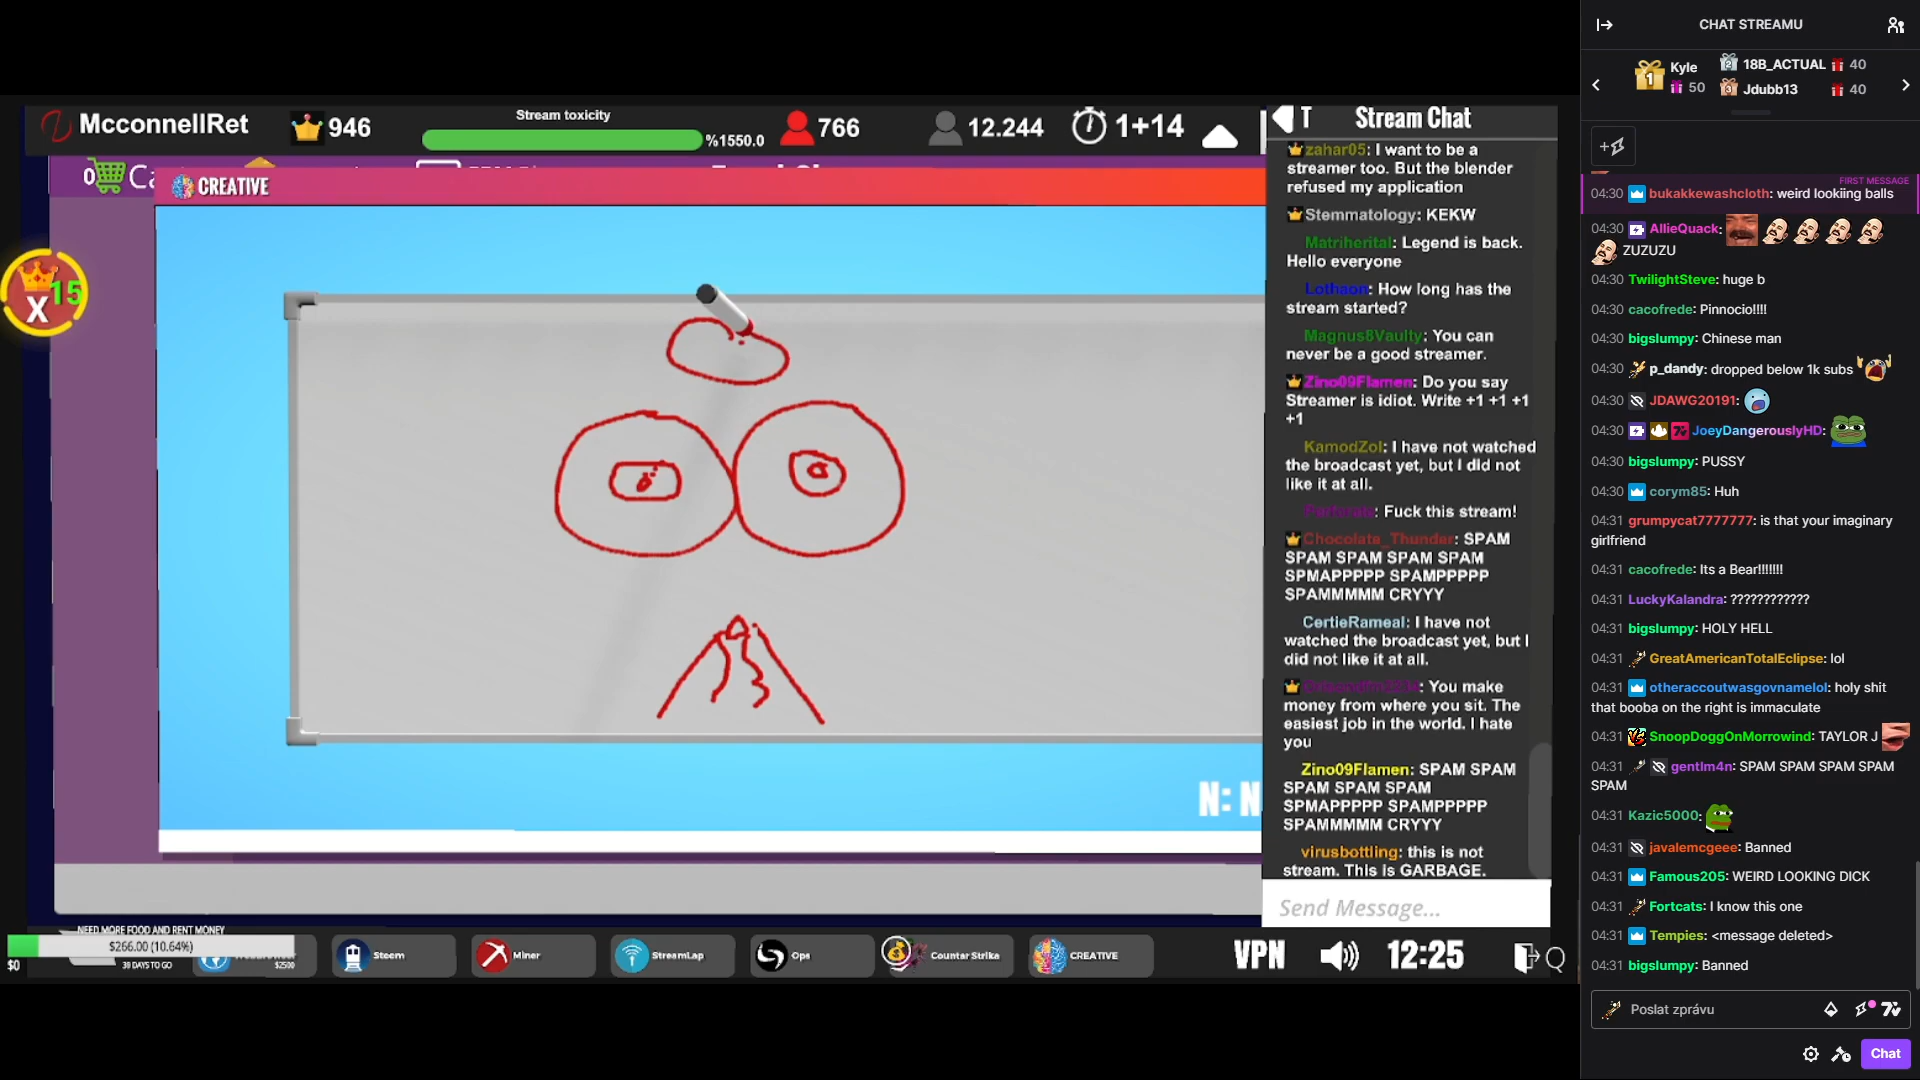 McconnellRet
946
Stream toxicity
%1550.0
766
12.244
1+14
T
Stream Chat
0
CREATIVE
X 15
zahar05: I want to be a
streamer too. But the blender
refused my application
Stemmatology: KEKW
Matriherital: Legend is back.
Hello everyone
Lothaon: How long has the
stream started?
Magnus8Vaulty: You can
never be a good streamer.
Zino09Flamen: Do you say
Streamer is idiot. Write +1 +1 +1
+1
KamodZol: I have not watched
the broadcast yet, but I did not
like it at all.
: Fuck this stream!
Chocolate_Thunder: SPAM
SPAM SPAM SPAM SPAM
SPMAPPPPP SPAMPPPPP
SPAMMMMM CRYYY
CertieRameal: I have not
watched the broadcast yet, but I
did not like it at all.
: You make
money from where you sit. The
easiest job in the world. I hate
you
Zino09Flamen: SPAM SPAM
SPAM SPAM SPAM
SPMAPPPPP SPAMPPPPP
SPAMMMMM CRYYY
virusbottling: this is not
stream. This is GARBAGE.
Send Message...
N: N
NEED MORE FOOD AND RENT MONEY
$266.00 (10.64%)
$0
38 DAYS TO GO
$2500
Steem
Miner
StreamLap
Ops
Countar Strika
CREATIVE
VPN
12:25
Q
CHAT STREAMU
1
Kyle
50
2
18B_ACTUAL
40
3
Jdubb13
40
FIRST MESSAGE
04:30 bukakkewashcloth: weird lookiing balls
04:30 AllieQuack:
ZUZUZU
04:30 TwilightSteve: huge b
04:30 cacofrede: Pinnocio!!!!
04:30 bigslumpy: Chinese man
04:30 p_dandy: dropped below 1k subs
04:30 JDAWG20191:
04:30 JoeyDangerouslyHD:
04:30 bigslumpy: PUSSY
04:30 corym85: Huh
04:31 grumpycat7777777: is that your imaginary
girlfriend
04:31 cacofrede: Its a Bear!!!!!!!
04:31 LuckyKalandra: ????????????
04:31 bigslumpy: HOLY HELL
04:31 GreatAmericanTotalEclipse: lol
04:31 otheraccoutwasgovnamelol: holy shit
that booba on the right is immaculate
04:31 SnoopDoggOnMorrowind: TAYLOR J
04:31 gentlm4n: SPAM SPAM SPAM SPAM
SPAM
04:31 Kazic5000:
04:31 javalemcgeee: Banned
04:31 Famous205: WEIRD LOOKING DICK
04:31 Fortcats: I know this one
04:31 Tempies: <message deleted>
04:31 bigslumpy: Banned
Poslat zprávu
Chat